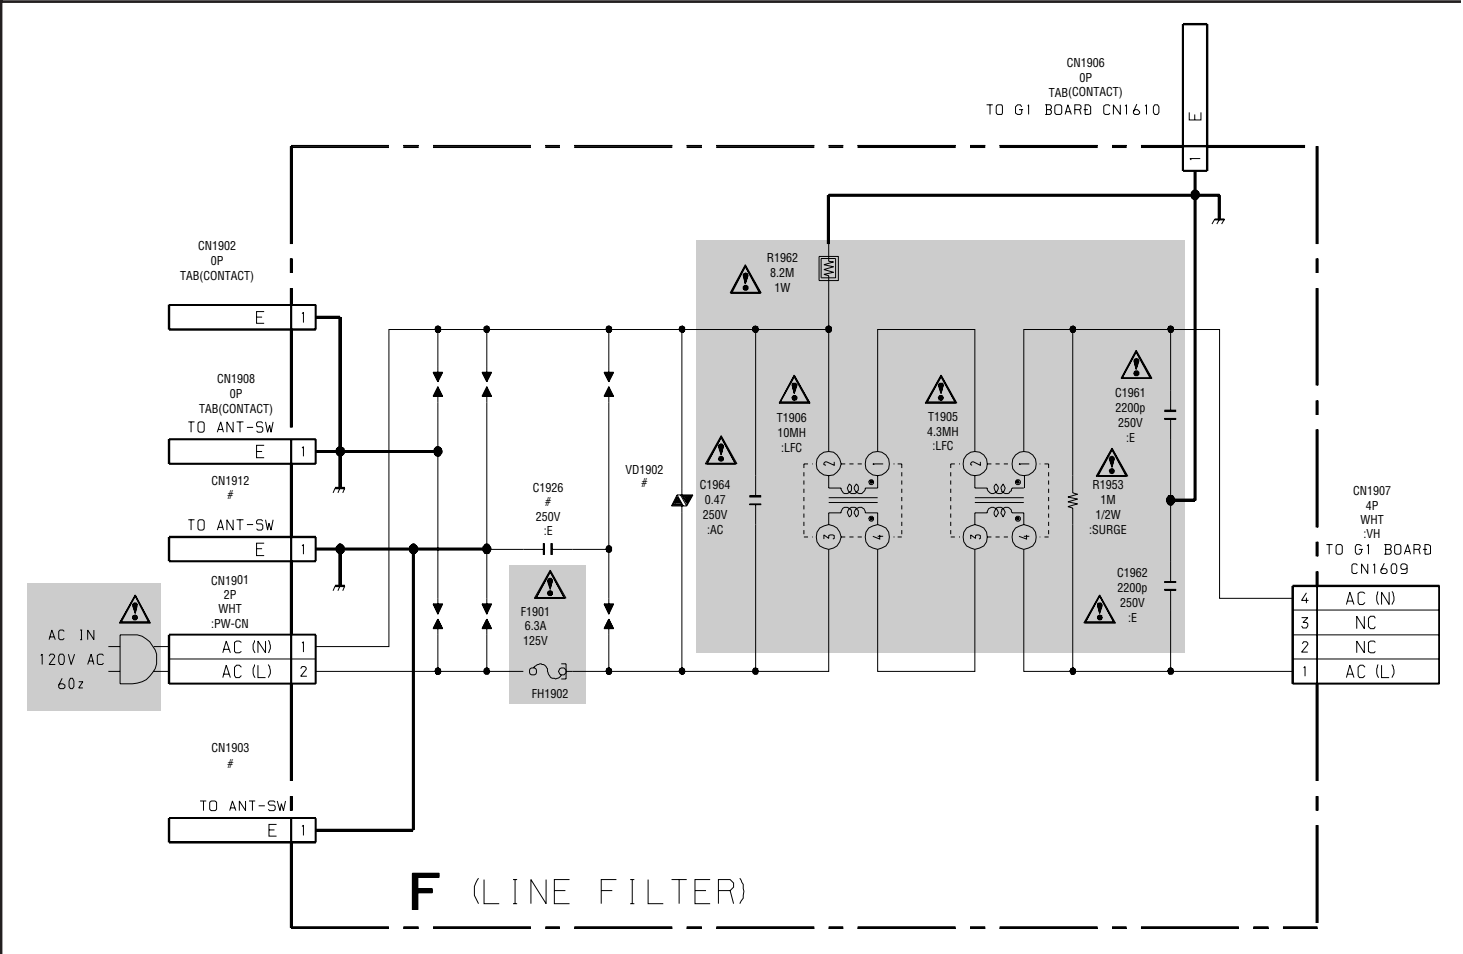 CN1906
0P
TAB(CONTACT)
TO G1 BOARD CN1610
E
1
CN1902
0P
TAB(CONTACT)
E 1
CN1908
0P
TAB(CONTACT)
TO ANT-SW
E 1
CN1912
#
TO ANT-SW
E 1
CN1901
2P
WHT
:PW-CN
AC IN
120V AC
60z
AC (N) 1
AC (L) 2
CN1903
#
TO ANT-SW
E 1
C1926
#
250V
:E
F1901
6.3A
125V
FH1902
VD1902
#
R1962
8.2M
1W
C1964
0.47
250V
:AC
T1906
10MH
:LFC
2 1
3 4
T1905
4.3MH
:LFC
2 1
3 4
C1961
2200p
250V
:E
R1953
1M
1/2W
:SURGE
C1962
2200p
250V
:E
CN1907
4P
WHT
:VH
TO G1 BOARD
CN1609
4 AC (N)
3 NC
2 NC
1 AC (L)
F (LINE FILTER)